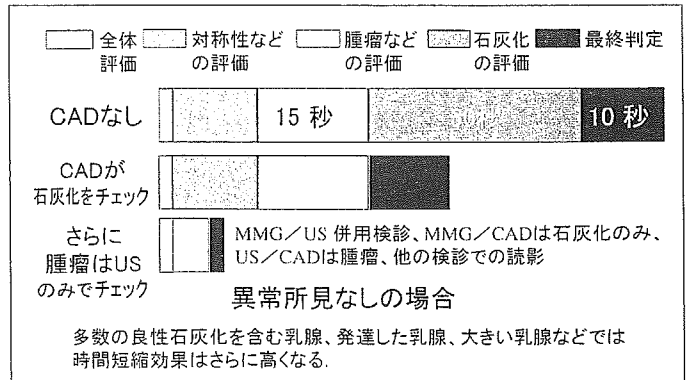 全体評価 対称性などの評価 腫瘤などの評価 石灰化の評価 最終判定
CADなし 15 秒 10 秒
CADが
石灰化をチェック
さらに
腫瘤はUS
のみでチェック
MMG/US 併用検診、MMG/CADは石灰化のみ、
US/CADは腫瘤、他の検診での読影
異常所見なしの場合
多数の良性石灰化を含む乳腺、発達した乳腺、大きい乳腺などでは
時間短縮効果はさらに高くなる.